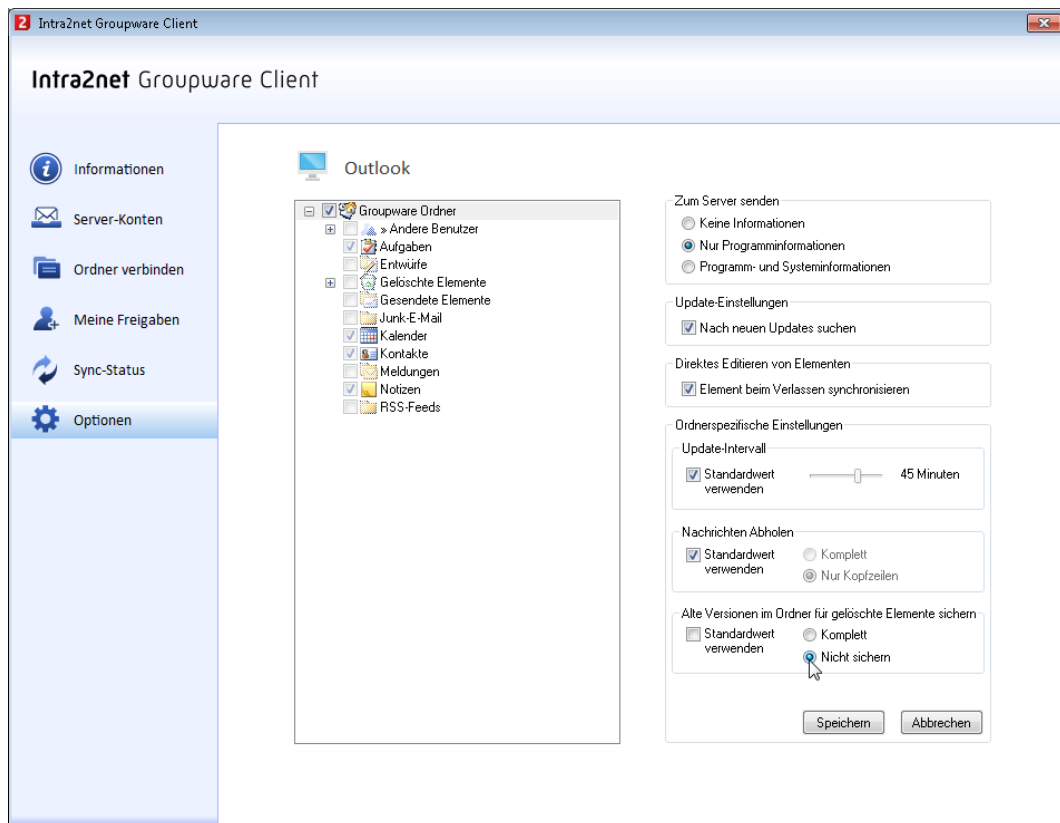 Intra2net Groupware Client
Intra2net Groupware Client
Informationen
Server-Konten
Ordner verbinden
Meine Freigaben
Sync-Status
Optionen
Outlook
Groupware Ordner
» Andere Benutzer
Aufgaben
Entwürfe
Gelöschte Elemente
Gesendete Elemente
Junk-E-Mail
Kalender
Kontakte
Meldungen
Notizen
RSS-Feeds
Zum Server senden
Keine Informationen
Nur Programminformationen
Programm- und Systeminformationen
Update-Einstellungen
Nach neuen Updates suchen
Direktes Editieren von Elementen
Element beim Verlassen synchronisieren
Ordnerspezifische Einstellungen
Update-Intervall
Standardwert verwenden
45 Minuten
Nachrichten Abholen
Standardwert verwenden
Komplett
Nur Kopfzeilen
Alte Versionen im Ordner für gelöschte Elemente sichern
Standardwert verwenden
Komplett
Nicht sichern
Speichern
Abbrechen